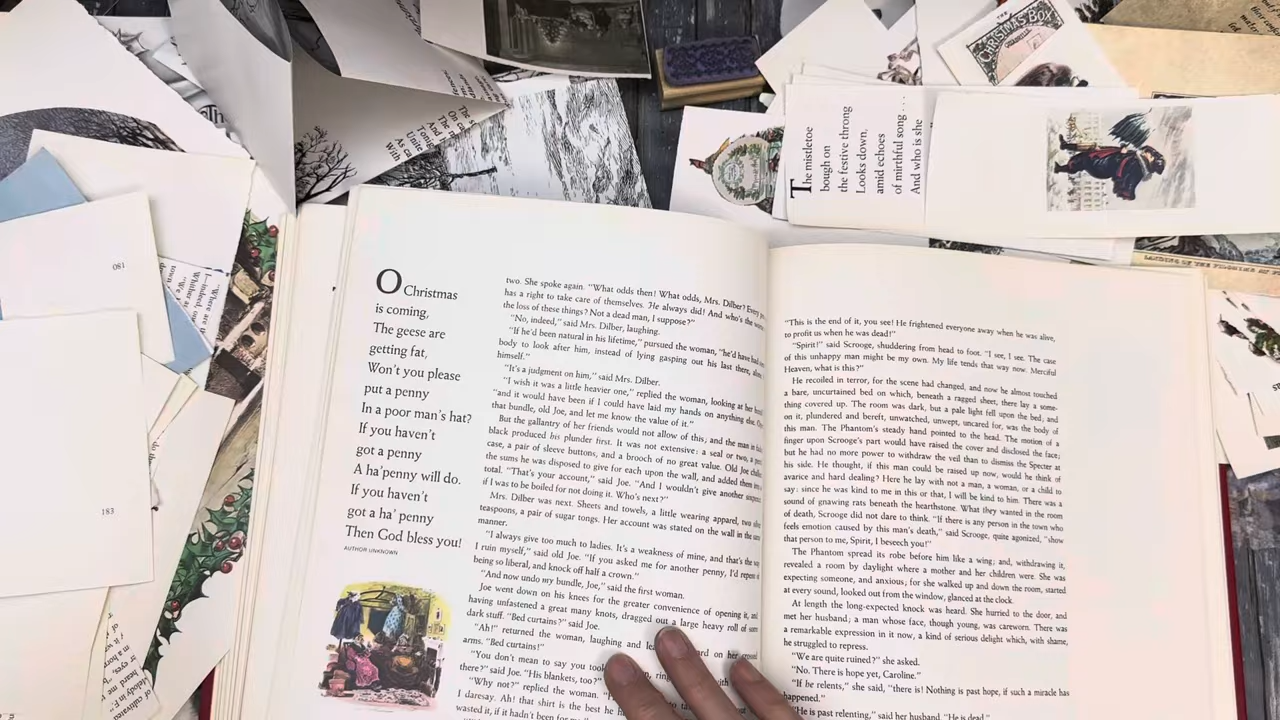 THE
CHRISTMAS BOX
The mistletoe
bough on
the festive throng
Looks down,
amid echoes
of mirthful song . . .
And who is she
180
183
O Christmas
is coming,
The geese are
getting fat,
Won't you please
put a penny
In a poor man's hat?
If you haven't
got a penny
A ha'penny will do.
If you haven't
got a ha' penny
Then God bless you!
AUTHOR UNKNOWN
two. She spoke again. "What odds then! What odds, Mrs. Dilber? Every
has a right to take care of themselves. He always did! And who's the
the loss of these things? Not a dead man, I suppose?"
"No, indeed," said Mrs. Dilber, laughing.
"If he'd been natural in his lifetime," pursued the woman, "he'd have had
body to look after him, instead of lying gasping out his last there, alone
himself."
"It's a judgment on him," said Mrs. Dilber.
"I wish it was a little heavier one," replied the woman, looking at her
"and it would have been if I could have laid my hands on anything else.
that bundle, old Joe, and let me know the value of it."
But the gallantry of her friends would not allow of this; and the man in
black produced his plunder first. It was not extensive: a seal or two, a
case, a pair of sleeve buttons, and a brooch of no great value. Old Joe
the sums he was disposed to give for each upon the wall, and added them
total. "That's your account," said Joe. "And I wouldn't give another
if I was to be boiled for not doing it. Who's next?"
Mrs. Dilber was next. Sheets and towels, a little wearing apparel, two
teaspoons, a pair of sugar tongs. Her account was stated on the wall in the
manner.
"I always give too much to ladies. It's a weakness of mine, and that's the
I ruin myself," said old Joe. "If you asked me for another penny, I'd repent
being so liberal, and knock off half a crown."
"And now undo my bundle, Joe," said the first woman.
Joe went down on his knees for the greater convenience of opening it, and
having unfastened a great many knots, dragged out a large heavy roll of some
dark stuff. "Bed curtains?" said Joe.
"Ah!" returned the woman, laughing and
arms. "Bed curtains!"
"You don't mean to say you took
there?" said Joe. "His blankets, too?"
"Why not?" replied the woman.
I daresay. Ah! that shirt is the best he
wasted it, if it hadn't been for
"This is the end of it, you see! He frightened everyone away when he was alive,
to profit us when he was dead!"
"Spirit!" said Scrooge, shuddering from head to foot. "I see, I see. The case
of this unhappy man might be my own. My life tends that way now. Merciful
Heaven, what is this?"
He recoiled in terror, for the scene had changed, and now he almost touched
a bare, uncurtained bed on which, beneath a ragged sheet, there lay a some-
thing covered up. The room was dark, but a pale light fell upon the bed; and
on it, plundered and bereft, unwatched, unwept, uncared for, was the body of
this man. The Phantom's steady hand pointed to the head. The motion of a
finger upon Scrooge's part would have raised the cover and disclosed the face;
but he had no more power to withdraw the veil than to dismiss the Specter at
his side. He thought, if this man could be raised up now, would he think of
avarice and hard dealing? Here he lay with not a man, a woman, or a child to
say: since he was kind to me in this or that, I will be kind to him. There was a
sound of gnawing rats beneath the hearthstone. What they wanted in the room
of death, Scrooge did not dare to think. "If there is any person in the town who
feels emotion caused by this man's death," said Scrooge, quite agonized, "show
that person to me, Spirit, I beseech you!"
The Phantom spread its robe before him like a wing; and, withdrawing it,
revealed a room by daylight where a mother and her children were. She was
expecting someone, and anxious; for she walked up and down the room, started
at every sound, looked out from the window, glanced at the clock.
At length the long-expected knock was heard. She hurried to the door, and
met her husband; a man whose face, though young, was careworn. There was
a remarkable expression in it now, a kind of serious delight which, with shame,
he struggled to repress.
"We are quite ruined?" she asked.
"No. There is hope yet, Caroline."
"If he relents," she said, "there is! Nothing is past hope, if such a miracle has
happened."
"He is past relenting," said her husband. "He is dead."